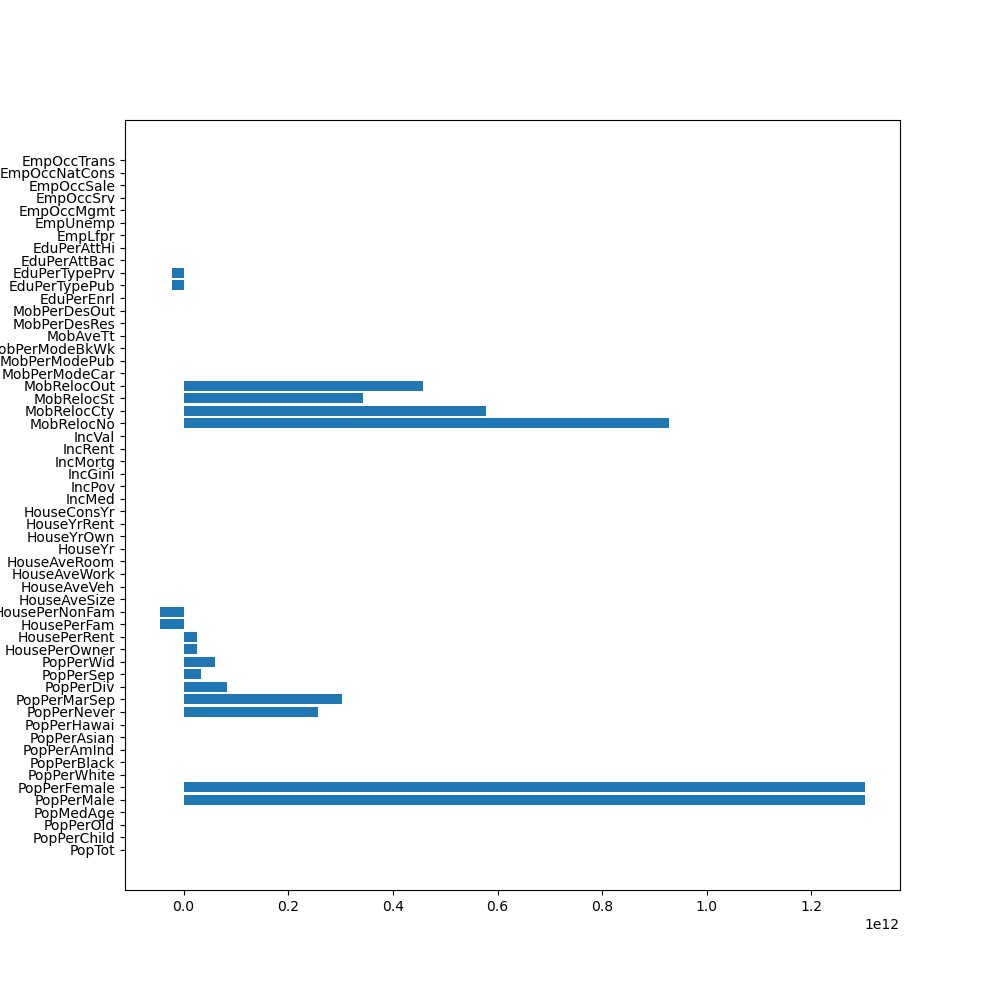 EmpOccTrans
EmpOccNatCons
EmpOccSale
EmpOccSrv
EmpOccMgmt
EmpUnemp
EmpLfpr
EduPerAttHi
EduPerAttBac
EduPerTypePrv
EduPerTypePub
EduPerEnrl
MobPerDesOut
MobPerDesRes
MobAveTt
obPerModeBkWk
MobPerModePub
MobPerModeCar
MobRelocOut
MobRelocSt
MobRelocCty
MobRelocNo
IncVal
IncRent
IncMortg
IncGini
IncPov
IncMed
HouseConsYr
HouseYrRent
HouseYrOwn
HouseYr
HouseAveRoom
HouseAveWork
HouseAveVeh
HouseAveSize
HousePerNonFam
HousePerFam
HousePerRent
HousePerOwner
PopPerWid
PopPerSep
PopPerDiv
PopPerMarSep
PopPerNever
PopPerHawai
PopPerAsian
PopPerAmInd
PopPerBlack
PopPerWhite
PopPerFemale
PopPerMale
PopMedAge
PopPerOld
PopPerChild
PopTot
0.0 0.2 0.4 0.6 0.8 1.0 1.2
1e12